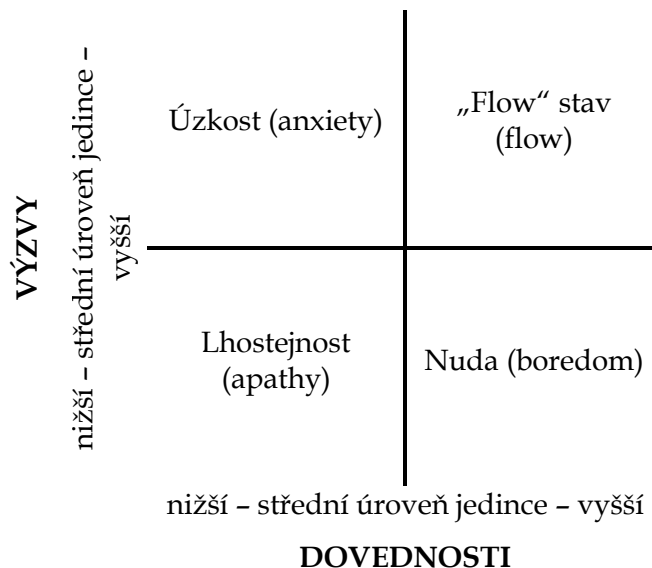 VÝZVY
nižší – střední úroveň jedince –
vyšší
Úzkost (anxiety)
„Flow“ stav
(flow)
Lhostejnost
(apathy)
Nuda (boredom)
nižší – střední úroveň jedince – vyšší
DOVEDNOSTI